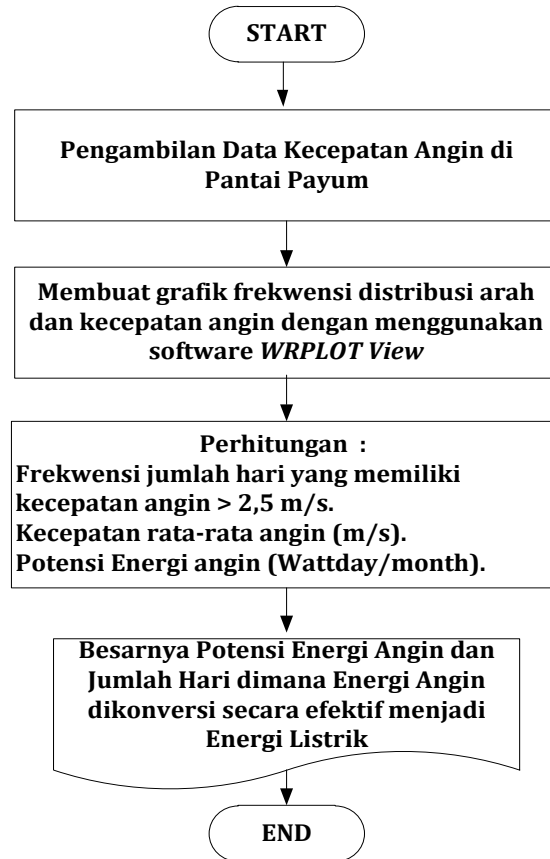 START
Pengambilan Data Kecepatan Angin di
Pantai Payum
Membuat grafik frekwensi distribusi arah
dan kecepatan angin dengan menggunakan
software WRPLOT View
Perhitungan :
Frekwensi jumlah hari yang memiliki
kecepatan angin > 2,5 m/s.
Kecepatan rata-rata angin (m/s).
Potensi Energi angin (Wattday/month).
Besarnya Potensi Energi Angin dan
Jumlah Hari dimana Energi Angin
dikonversi secara efektif menjadi
Energi Listrik
END